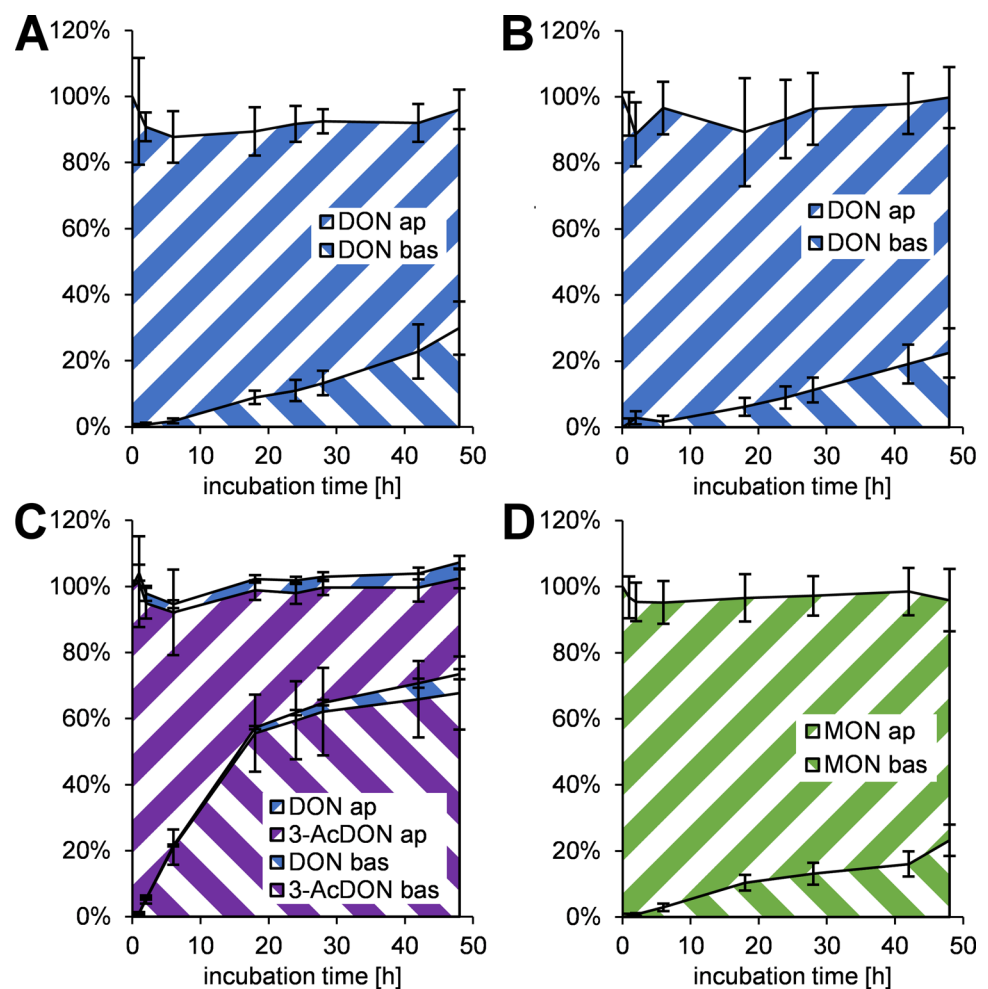 A
120%
100%
80%
60%
40%
20%
0%
DON ap
DON bas
0 10 20 30 40 50
incubation time [h]
B
120%
100%
80%
60%
40%
20%
0%
DON ap
DON bas
0 10 20 30 40 50
incubation time [h]
C
120%
100%
80%
60%
40%
20%
0%
DON ap
3-AcDON ap
DON bas
3-AcDON bas
0 10 20 30 40 50
incubation time [h]
D
120%
100%
80%
60%
40%
20%
0%
MON ap
MON bas
0 10 20 30 40 50
incubation time [h]